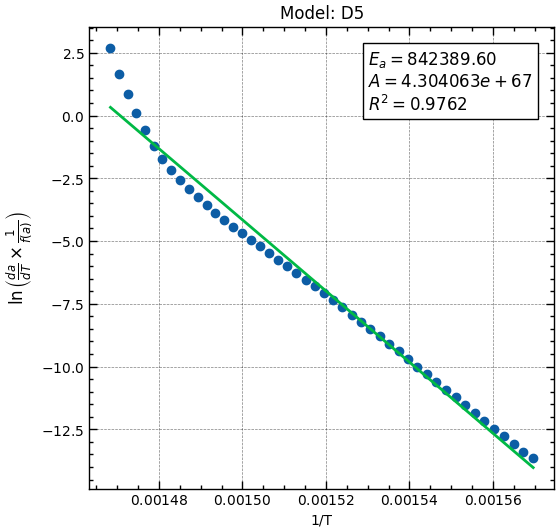 Model: D5
E_a = 842389.60
A = 4.304063e + 67
R^2 = 0.9762
2.5
0.0
−2.5
−5.0
−7.5
−10.0
−12.5
ln(da/dT × 1/f(a))
0.00148 0.00150 0.00152 0.00154 0.00156
1/T